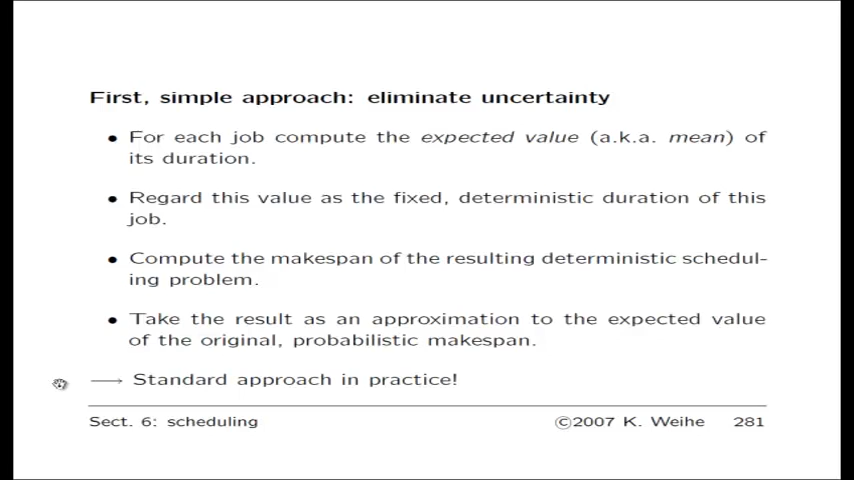 First, simple approach: eliminate uncertainty
• For each job compute the expected value (a.k.a. mean) of
its duration.
• Regard this value as the fixed, deterministic duration of this
job.
• Compute the makespan of the resulting deterministic schedul-
ing problem.
• Take the result as an approximation to the expected value
of the original, probabilistic makespan.
⟶ Standard approach in practice!
Sect. 6: scheduling ©2007 K. Weihe 281